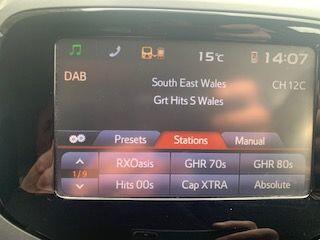 15°C 14:07
DAB South East Wales CH 12C
Grt Hits S Wales
Presets Stations Manual
RXOasis GHR 70s GHR 80s
1/9
Hits 00s Cap XTRA Absolute